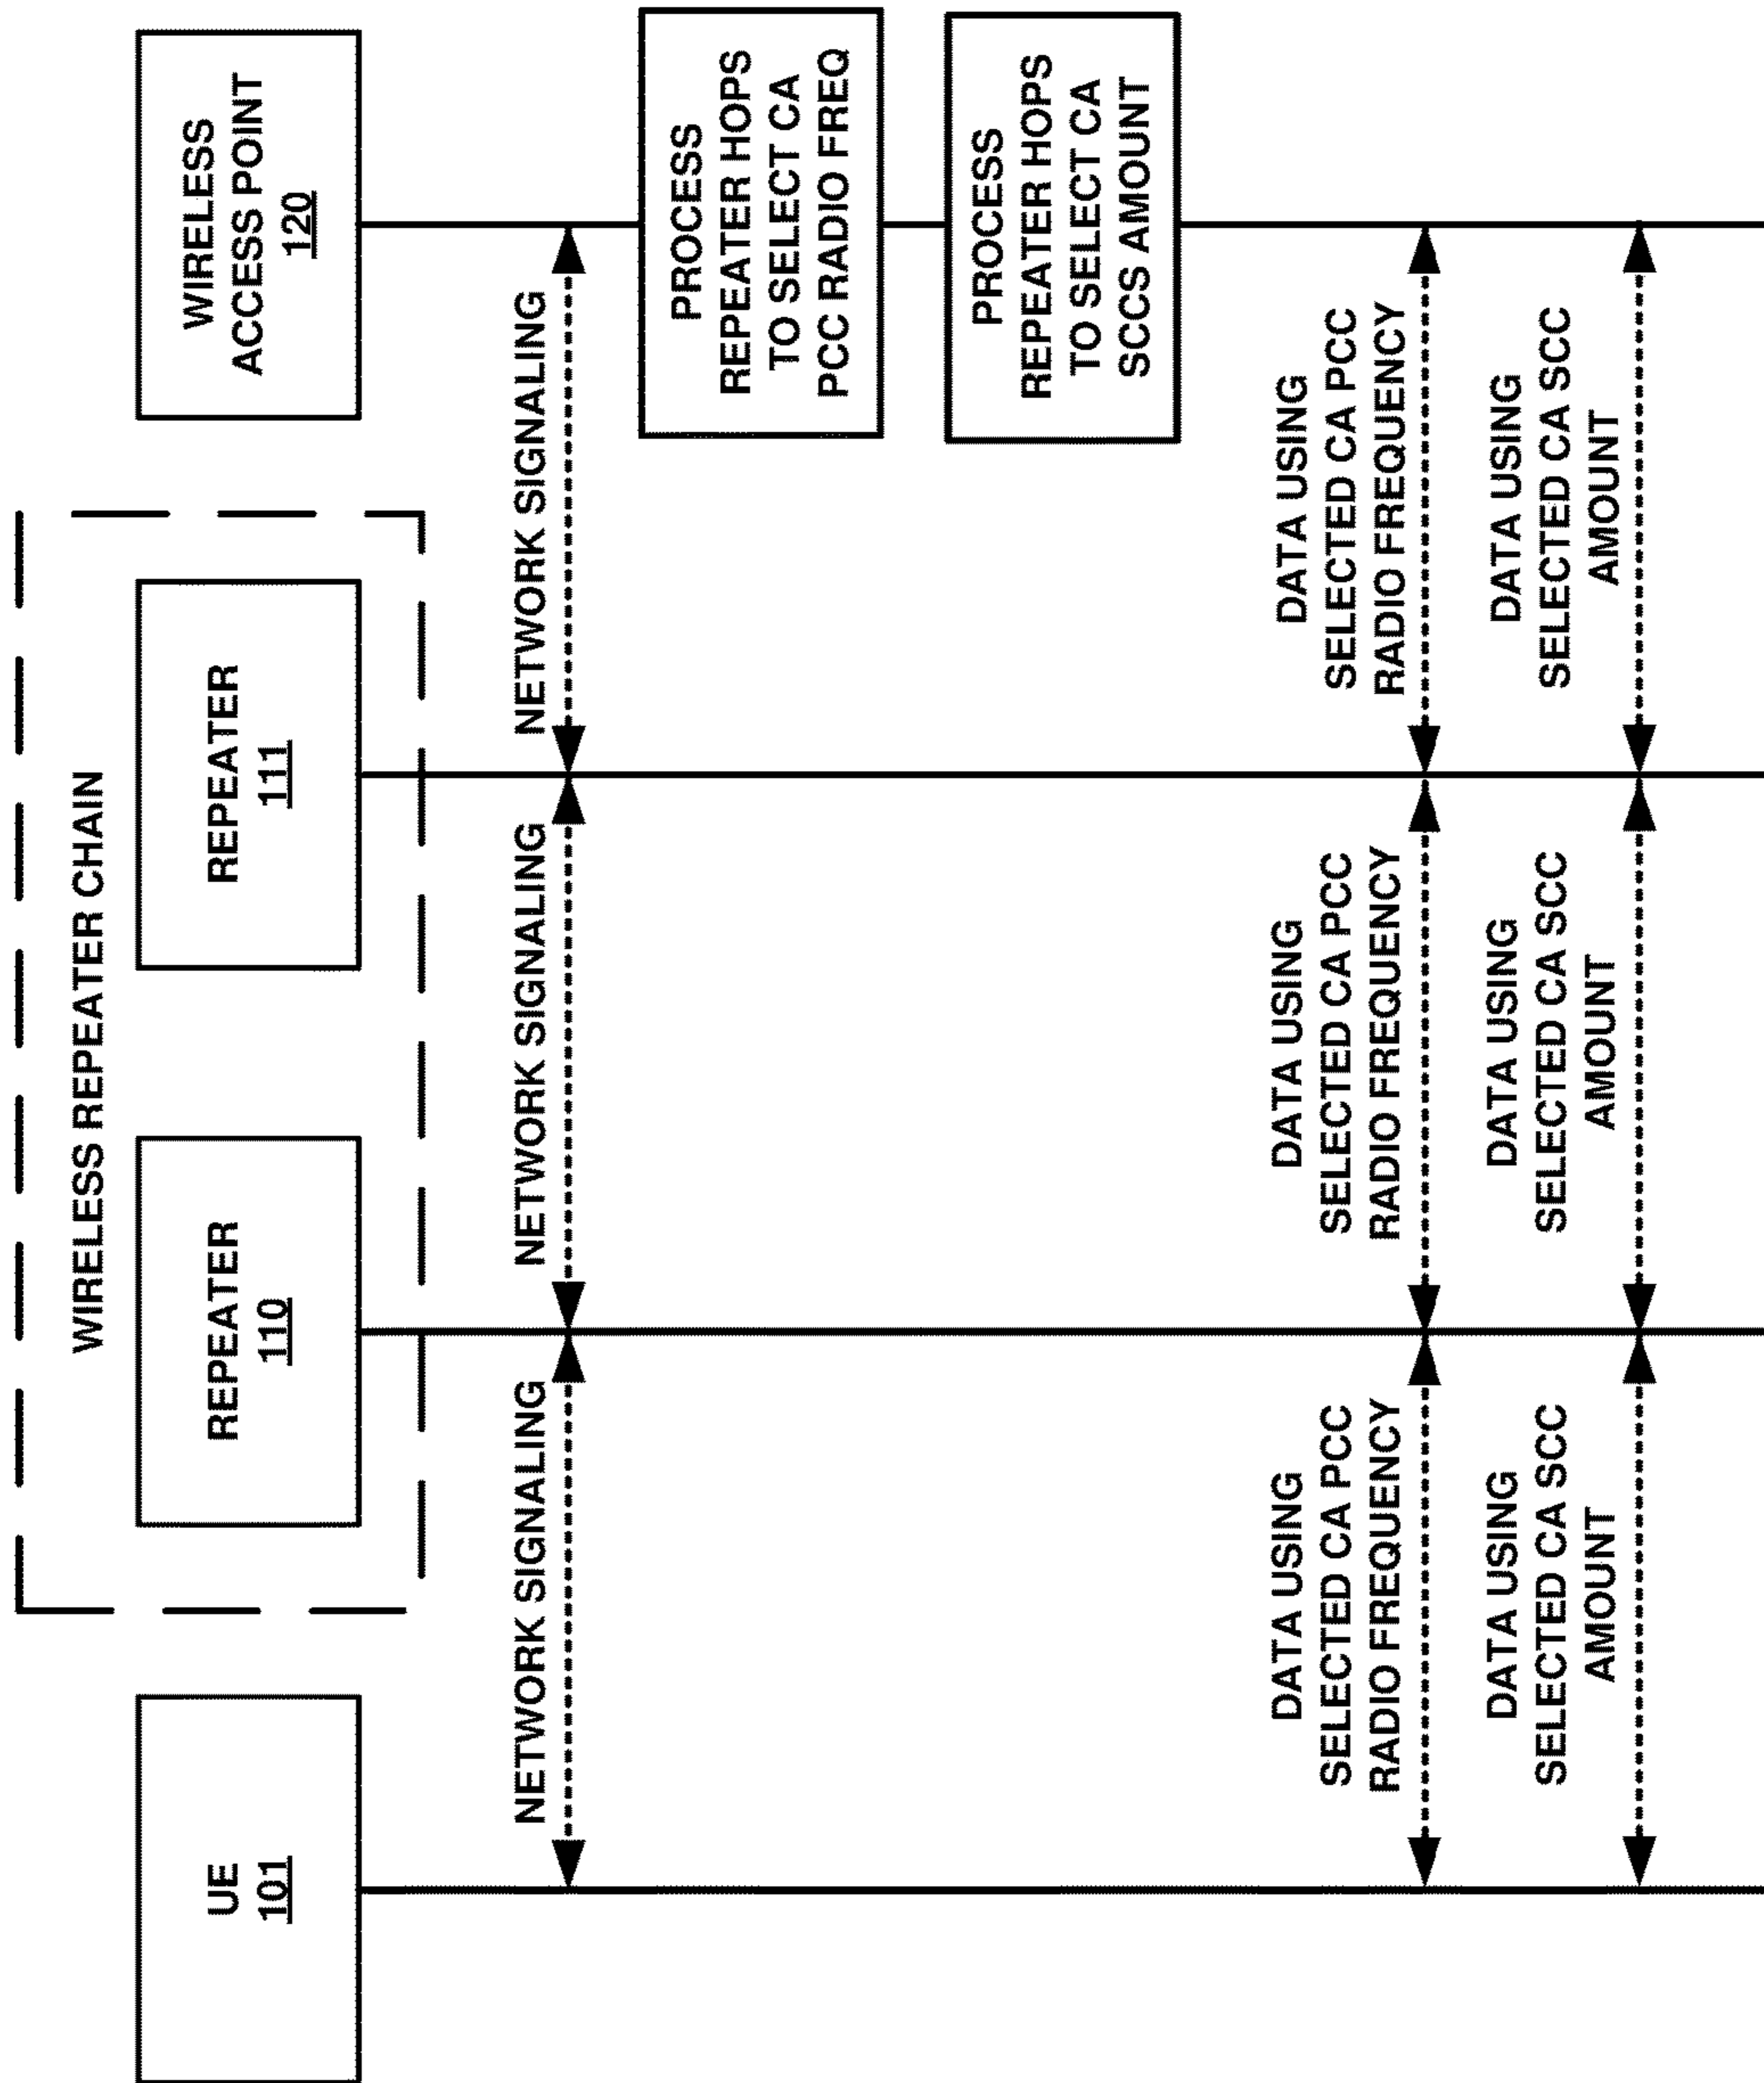 WIRELESS REPEATER CHAIN
UE
101
REPEATER
110
REPEATER
111
WIRELESS
ACCESS POINT
120
NETWORK SIGNALING
NETWORK SIGNALING
NETWORK SIGNALING
PROCESS
REPEATER HOPS
TO SELECT CA
PCC RADIO FREQ
PROCESS
REPEATER HOPS
TO SELECT CA
SCCS AMOUNT
DATA USING
SELECTED CA PCC
RADIO FREQUENCY
DATA USING
SELECTED CA PCC
RADIO FREQUENCY
DATA USING
SELECTED CA PCC
RADIO FREQUENCY
DATA USING
SELECTED CA SCC
AMOUNT
DATA USING
SELECTED CA SCC
AMOUNT
DATA USING
SELECTED CA SCC
AMOUNT